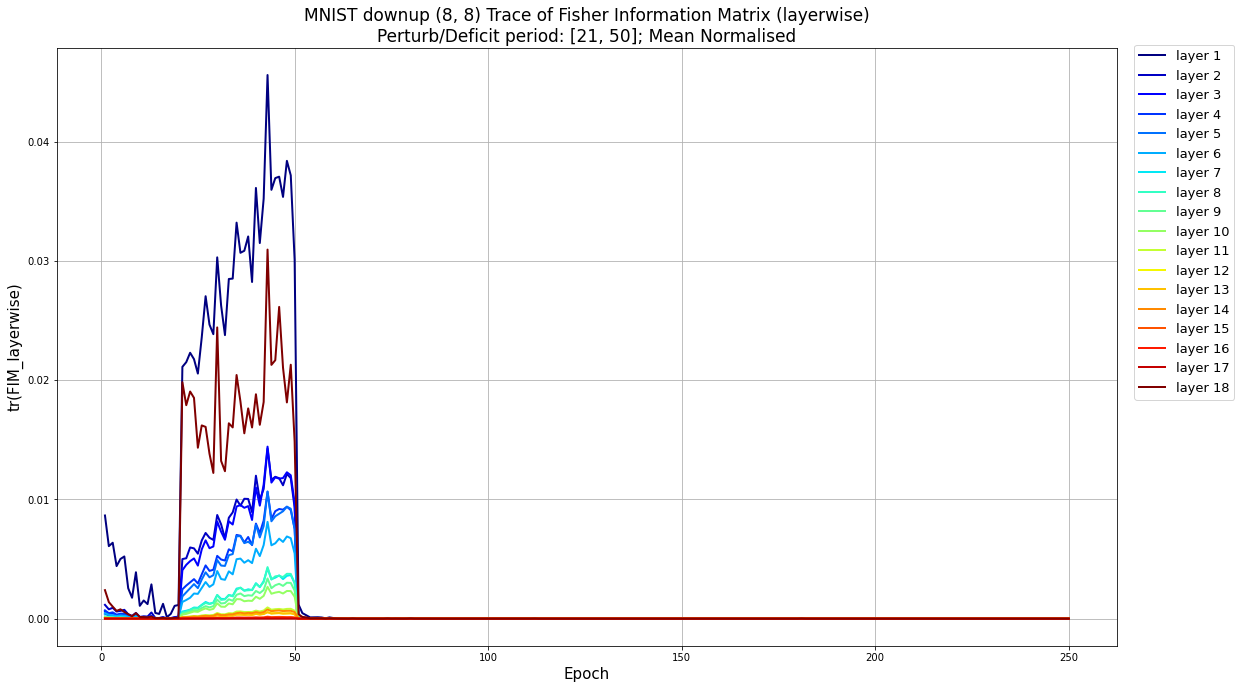 MNIST downup (8, 8) Trace of Fisher Information Matrix (layerwise)
Perturb/Deficit period: [21, 50]; Mean Normalised
tr(FIM_layerwise)
0.04
0.03
0.02
0.01
0.00
0
50
100
150
200
250
Epoch
layer 1
layer 2
layer 3
layer 4
layer 5
layer 6
layer 7
layer 8
layer 9
layer 10
layer 11
layer 12
layer 13
layer 14
layer 15
layer 16
layer 17
layer 18